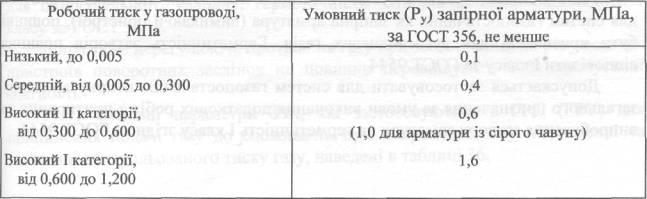 Робочий тиск у газопроводі,
МПа
Умовний тиск (Ру) запірної арматури, МПа,
за ГОСТ 356, не менше
Низький, до 0,005
0,1
Середній, від 0,005 до 0,300
0,4
Високий II категорії,
від 0,300 до 0,600
0,6
(1,0 для арматури із сірого чавуну)
Високий I категорії,
від 0,600 до 1,200
1,6